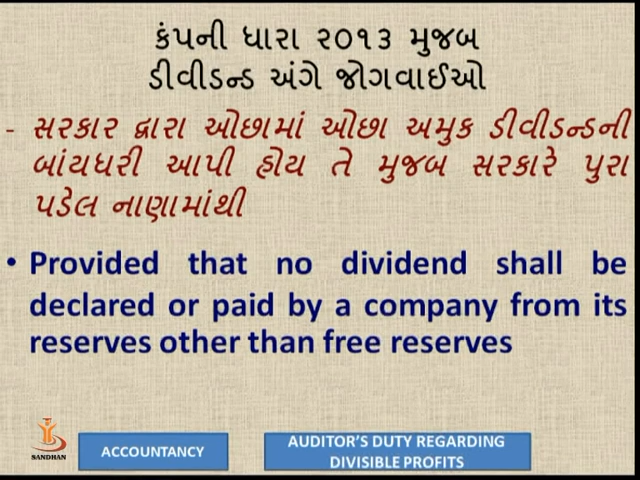 કંપની ધારા ૨૦૧૩ મુજબ
ડીવીડન્ડ અંગે જોગવાઈઓ
- સરકાર દ્વારા ઓછામાં ઓછા અમુક ડીવીડન્ડની
બાંયધરી આપી હોય તે મુજબ સરકારે પુરા
પડેલ નાણામાંથી
• Provided that no dividend shall be
declared or paid by a company from its
reserves other than free reserves
SANDHAN
ACCOUNTANCY
AUDITOR'S DUTY REGARDING
DIVISIBLE PROFITS